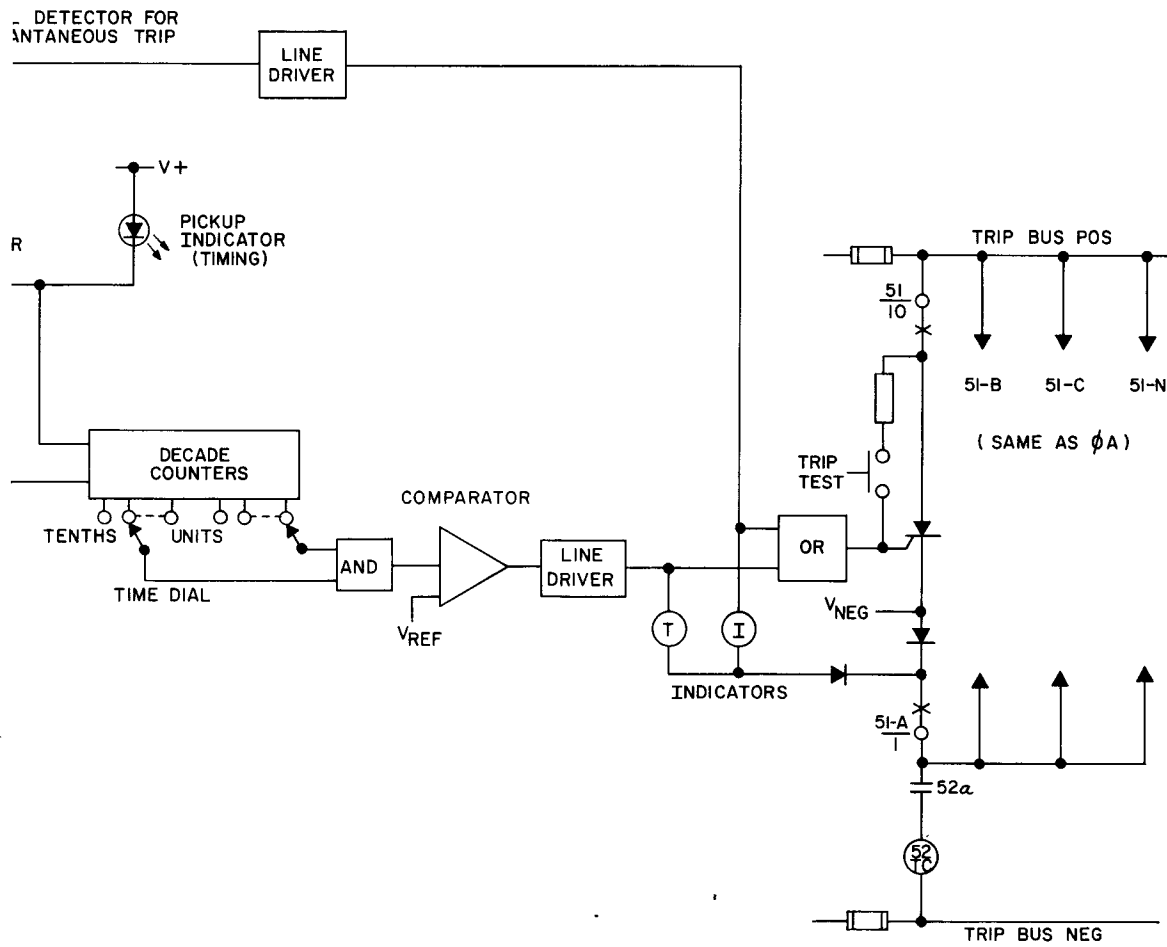 L DETECTOR FOR
ANTANEOUS TRIP
LINE
DRIVER
V+
PICKUP
INDICATOR
(TIMING)
R
TRIP BUS POS
51
10
51-B
51-C
51-N
(SAME AS ϕA)
TRIP
TEST
DECADE
COUNTERS
TENTHS
UNITS
TIME DIAL
AND
COMPARATOR
VREF
LINE
DRIVER
OR
T
I
INDICATORS
VNEG
51-A
1
52a
52
TC
TRIP BUS NEG